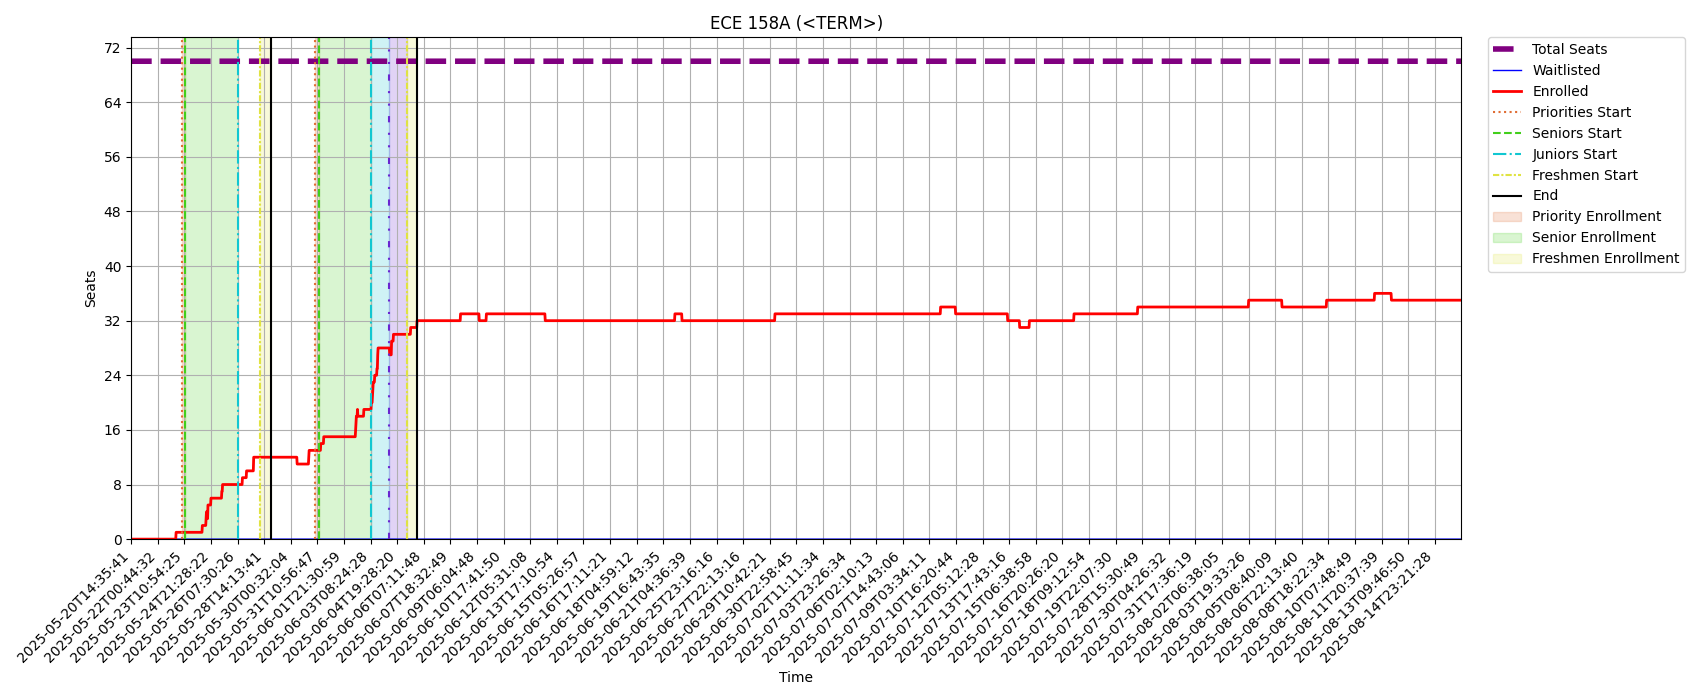 ECE 158A (<TERM>)
72
64
56
48
40
32
24
16
8
0
Seats
2025-05-20T14:35:41
2025-05-22T00:44:32
2025-05-23T10:54:25
2025-05-24T21:28:22
2025-05-26T07:30:26
2025-05-28T14:13:41
2025-05-30T00:32:04
2025-05-31T10:56:47
2025-06-01T21:30:59
2025-06-03T08:24:28
2025-06-04T19:28:20
2025-06-06T07:11:48
2025-06-07T18:32:49
2025-06-09T06:04:48
2025-06-10T17:41:50
2025-06-12T05:31:08
2025-06-13T17:10:54
2025-06-15T05:26:57
2025-06-16T17:11:21
2025-06-18T04:59:12
2025-06-19T16:43:35
2025-06-21T04:36:39
2025-06-25T23:16:16
2025-06-27T22:13:16
2025-06-29T10:42:21
2025-06-30T22:58:45
2025-07-02T11:11:34
2025-07-03T23:26:34
2025-07-06T02:10:13
2025-07-07T14:43:06
2025-07-09T03:34:11
2025-07-10T16:20:44
2025-07-12T05:12:28
2025-07-13T17:43:16
2025-07-15T06:38:58
2025-07-16T20:26:20
2025-07-18T09:12:54
2025-07-19T22:07:30
2025-07-28T15:30:49
2025-07-30T04:26:32
2025-07-31T17:36:19
2025-08-02T06:38:05
2025-08-03T19:33:26
2025-08-05T08:40:09
2025-08-06T22:13:40
2025-08-08T18:22:34
2025-08-10T07:48:49
2025-08-11T20:37:39
2025-08-13T09:46:50
2025-08-14T23:21:28
Time
Total Seats
Waitlisted
Enrolled
Priorities Start
Seniors Start
Juniors Start
Freshmen Start
End
Priority Enrollment
Senior Enrollment
Freshmen Enrollment